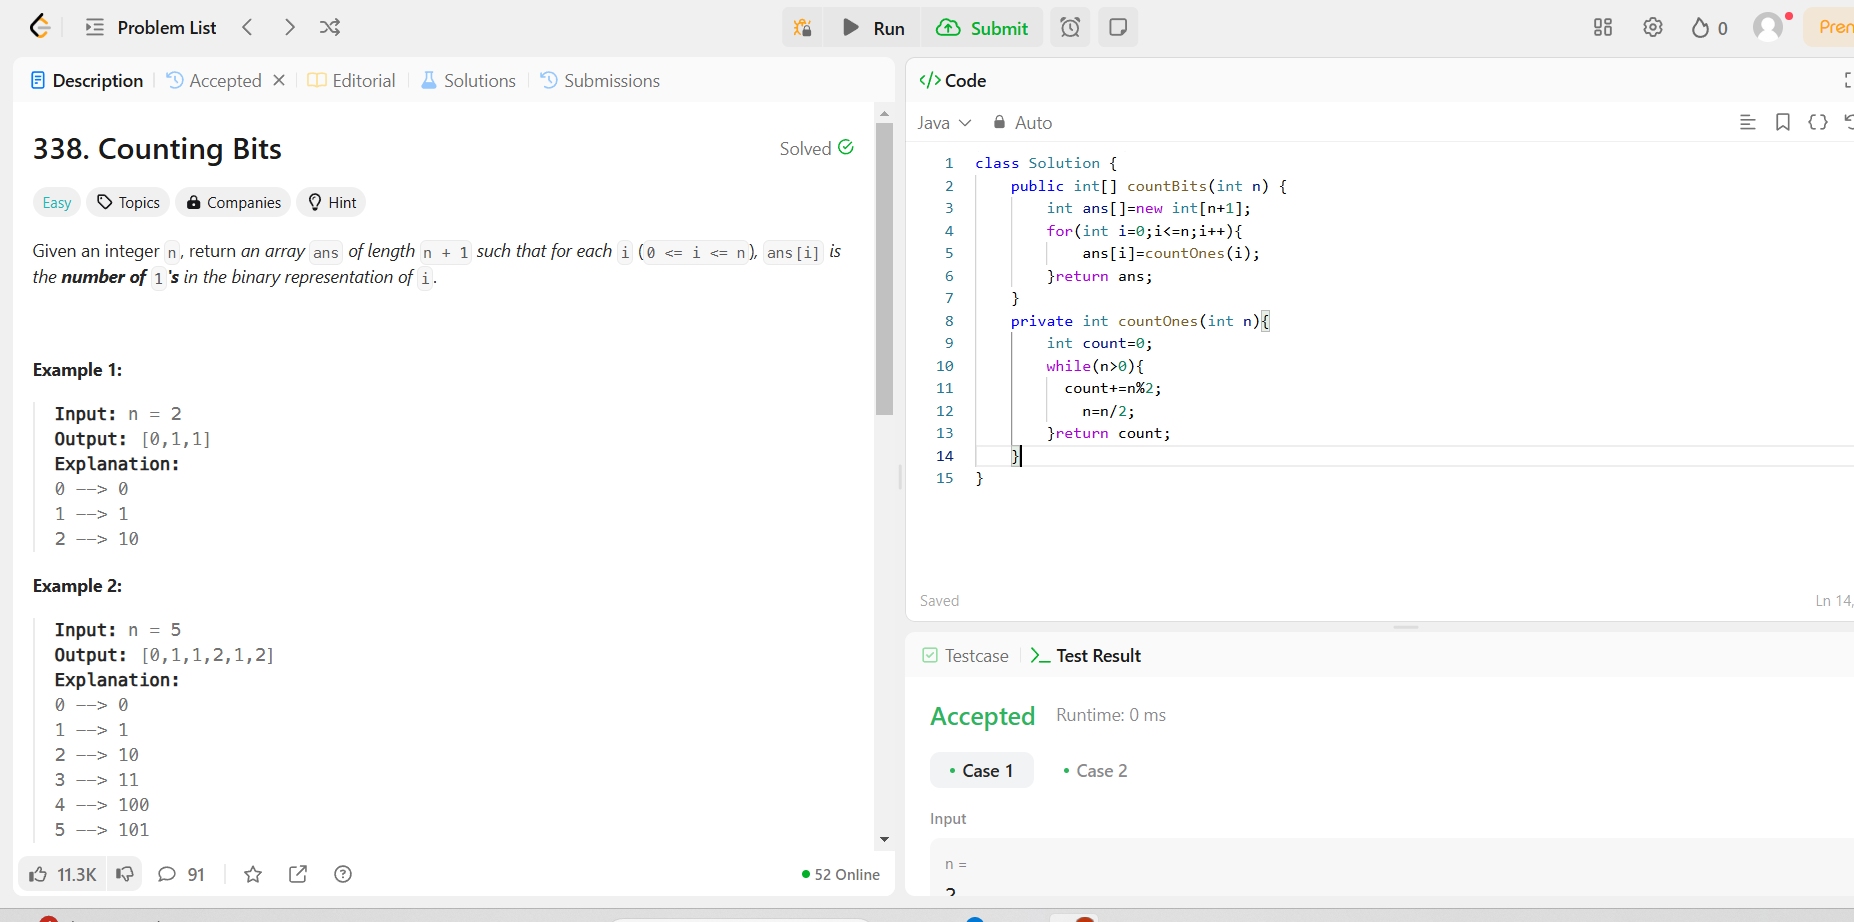 Problem List
Run
Submit
0
Description
Accepted
Editorial
Solutions
Submissions
338. Counting Bits
Solved
Easy
Topics
Companies
Hint
Given an integer n, return an array ans of length n + 1 such that for each i (0 <= i <= n), ans[i] is
the number of 1's in the binary representation of i.
Example 1:
Input: n = 2
Output: [0,1,1]
Explanation:
0 --> 0
1 --> 1
2 --> 10
Example 2:
Input: n = 5
Output: [0,1,1,2,1,2]
Explanation:
0 --> 0
1 --> 1
2 --> 10
3 --> 11
4 --> 100
5 --> 101
11.3K
91
52 Online
</> Code
Java
Auto
1 class Solution {
2 public int[] countBits(int n) {
3 int ans[]=new int[n+1];
4 for(int i=0;i<=n;i++){
5 ans[i]=countOnes(i);
6 }return ans;
7 }
8 private int countOnes(int n){
9 int count=0;
10 while(n>0){
11 count+=n%2;
12 n=n/2;
13 }return count;
14 }
15 }
Saved
Ln 14,
Testcase
Test Result
Accepted
Runtime: 0 ms
Case 1
Case 2
Input
n =
2